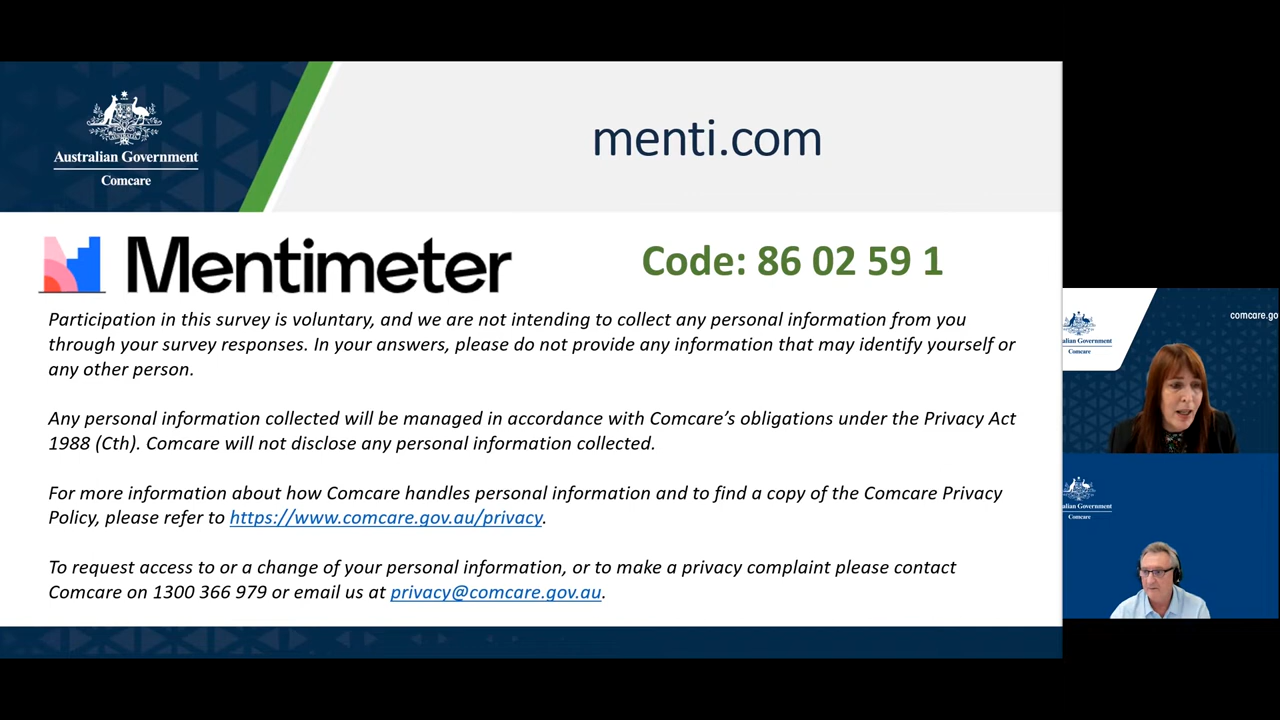 menti.com
Australian Government
Comcare
Mentimeter
Code: 86 02 59 1
Participation in this survey is voluntary, and we are not intending to collect any personal information from you
through your survey responses. In your answers, please do not provide any information that may identify yourself or
any other person.
Any personal information collected will be managed in accordance with Comcare’s obligations under the Privacy Act
1988 (Cth). Comcare will not disclose any personal information collected.
For more information about how Comcare handles personal information and to find a copy of the Comcare Privacy
Policy, please refer to https://www.comcare.gov.au/privacy.
To request access to or a change of your personal information, or to make a privacy complaint please contact
Comcare on 1300 366 979 or email us at privacy@comcare.gov.au.
comcare.go
alian Government
Comcare
alian Government
Comcare